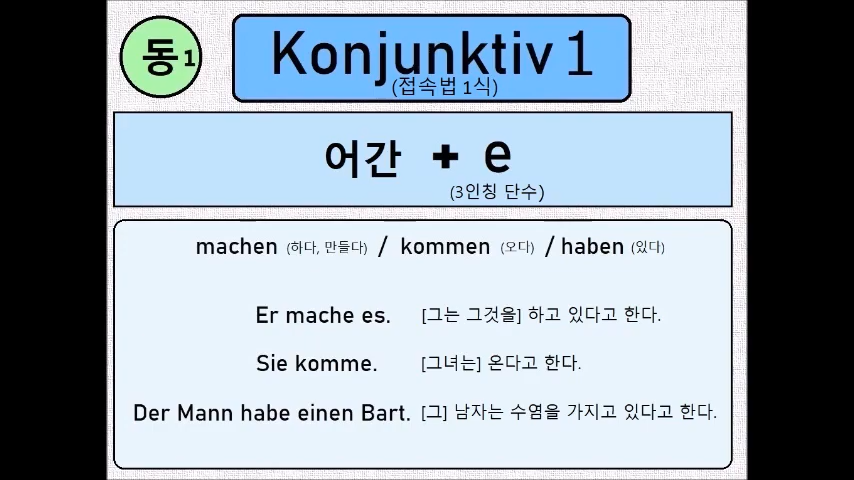 동1
Konjunktiv 1
(접속법 1식)
어간 + e
(3인칭 단수)
machen (하다, 만들다) / kommen (오다) / haben (있다)
Er mache es. [그는 그것을] 하고 있다고 한다.
Sie komme. [그녀는] 온다고 한다.
Der Mann habe einen Bart. [그] 남자는 수염을 가지고 있다고 한다.